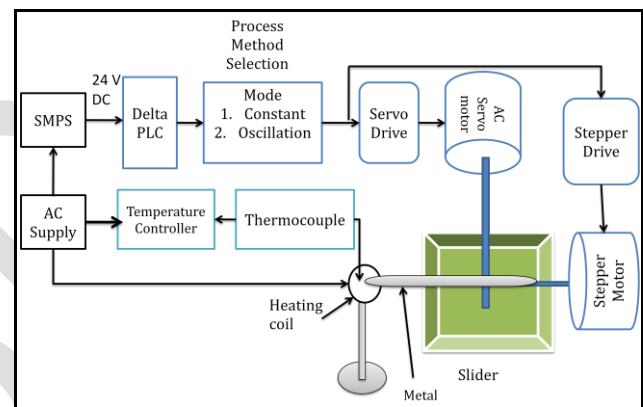 Process
Method
Selection
24 V
DC
SMPS
Delta
PLC
Mode
1. Constant
2. Oscillation
Servo
Drive
AC
Servo
motor
Stepper
Drive
AC
Supply
Temperature
Controller
Thermocouple
Stepper
Motor
Heating
coil
Slider
Metal